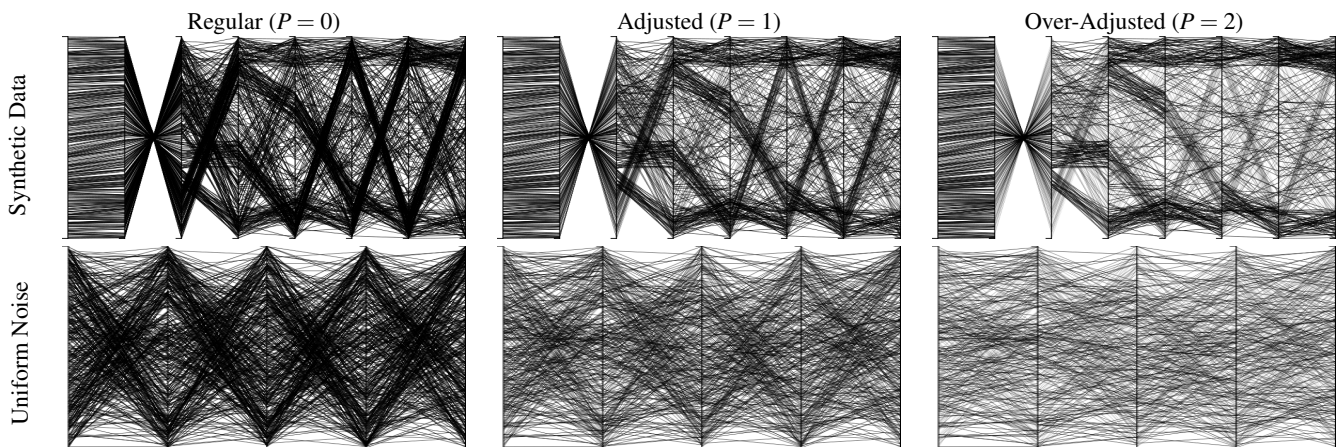 Regular (P = 0)
Adjusted (P = 1)
Over-Adjusted (P = 2)
Synthetic Data
Uniform Noise